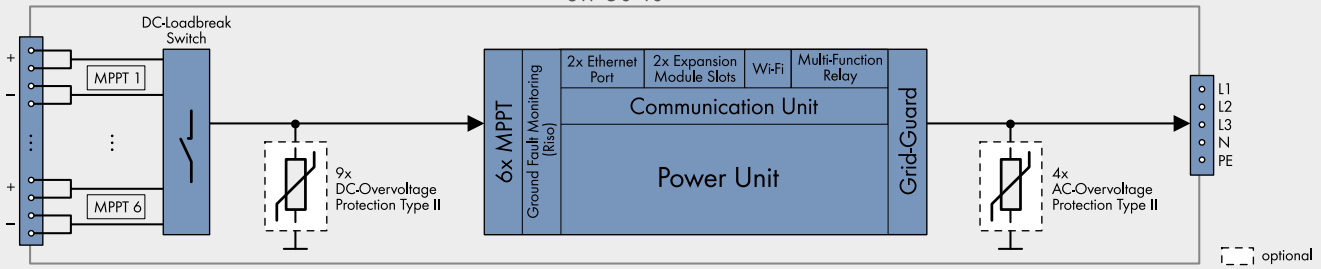 DC-Loadbreak
Switch
+
MPPT 1
–
...
...
+
MPPT 6
–
9x
DC-Overvoltage
Protection Type II
6x MPPT
Ground Fault Monitoring
(Riso)
2x Ethernet
Port
2x Expansion
Module Slots
Wi-Fi
Multi-Function
Relay
Communication Unit
Power Unit
Grid-Guard
4x
AC-Overvoltage
Protection Type II
L1
L2
L3
N
PE
optional